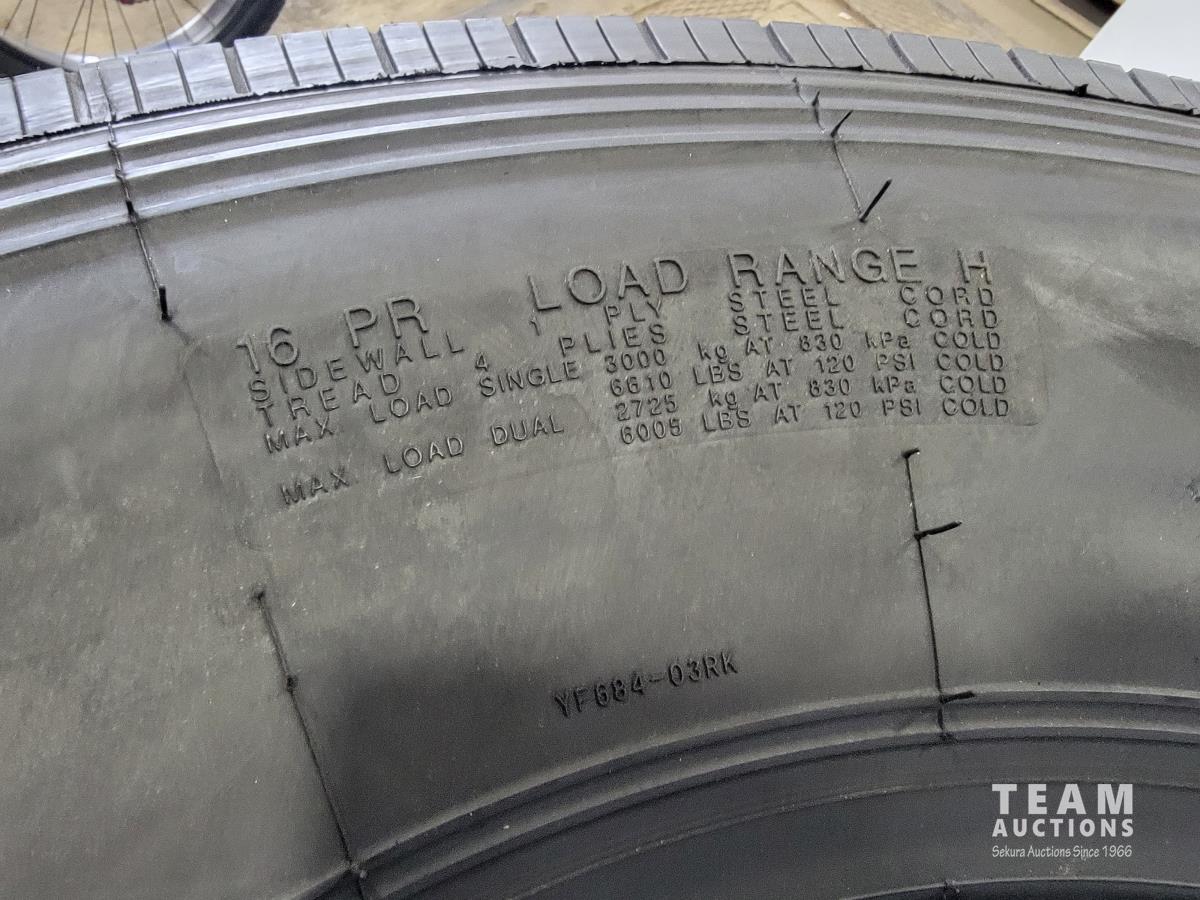 16 PR LOAD RANGE H
SIDEWALL 1 PLY STEEL CORD
TREAD 4 PLIES STEEL CORD
MAX LOAD SINGLE 3000 kg AT 830 kPa COLD
6610 LBS AT 120 PSI COLD
2725 kg AT 830 kPa COLD
MAX LOAD DUAL 6005 LBS AT 120 PSI COLD
YF684-03RK
TEAM
AUCTIONS
Sekura Auctions Since 1966